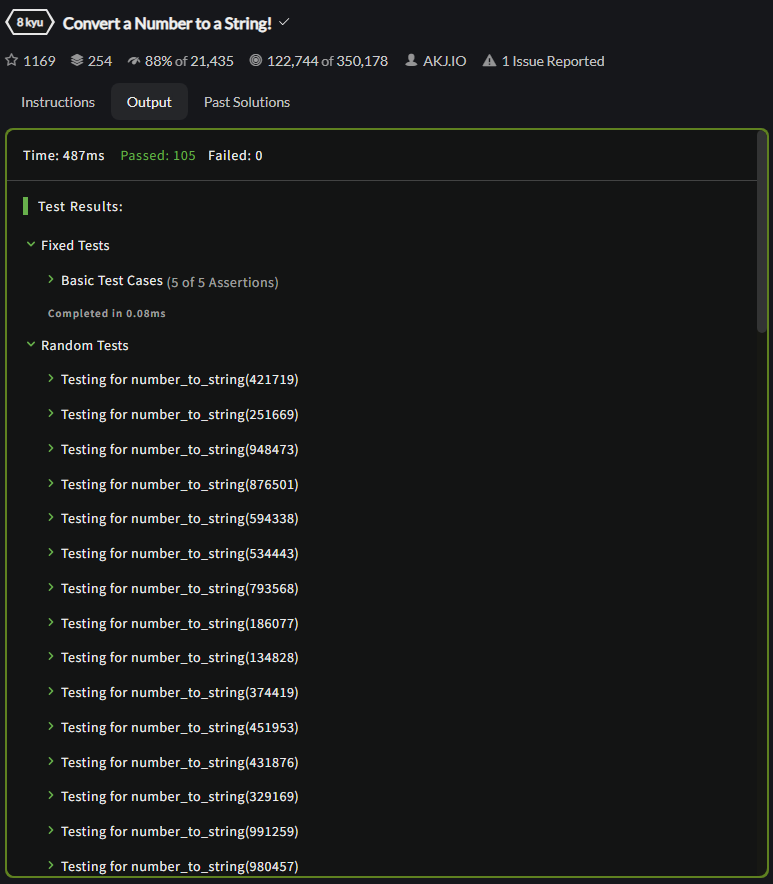 8 kyu Convert a Number to a String!
1169 254 88% of 21,435 122,744 of 350,178 AKJ.IO 1 Issue Reported
Instructions Output Past Solutions
Time: 487ms Passed: 105 Failed: 0
Test Results:
Fixed Tests
Basic Test Cases (5 of 5 Assertions)
Completed in 0.08ms
Random Tests
Testing for number_to_string(421719)
Testing for number_to_string(251669)
Testing for number_to_string(948473)
Testing for number_to_string(876501)
Testing for number_to_string(594338)
Testing for number_to_string(534443)
Testing for number_to_string(793568)
Testing for number_to_string(186077)
Testing for number_to_string(134828)
Testing for number_to_string(374419)
Testing for number_to_string(451953)
Testing for number_to_string(431876)
Testing for number_to_string(329169)
Testing for number_to_string(991259)
Testing for number_to_string(980457)